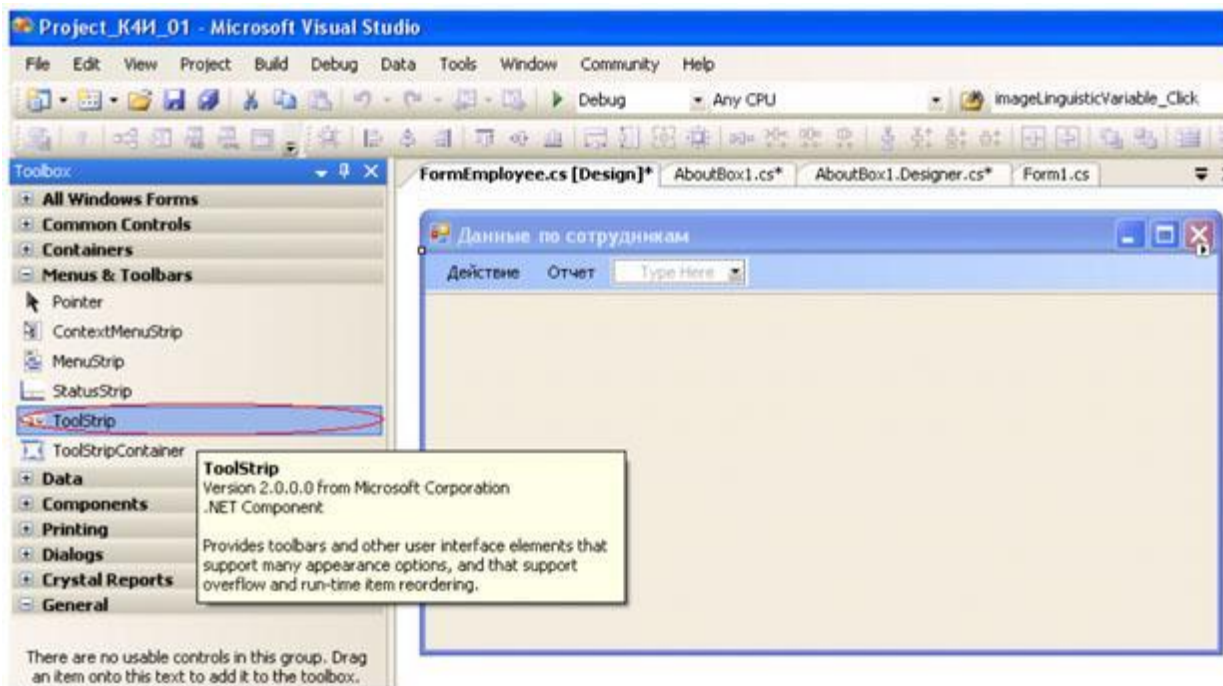 Project_К4И_01 - Microsoft Visual Studio
File Edit View Project Build Debug Data Tools Window Community Help
Debug Any CPU imageLinguisticVariable_Click
Toolbox
FormEmployee.cs [Design]* AboutBox1.cs* AboutBox1.Designer.cs* Form1.cs
All Windows Forms
Common Controls
Containers
Menus & Toolbars
Pointer
ContextMenuStrip
MenuStrip
StatusStrip
ToolStrip
ToolStripContainer
Data
Components
Printing
Dialogs
Crystal Reports
General
There are no usable controls in this group. Drag
an item onto this text to add it to the toolbox.
Данные по сотрудникам
Действие Отчет Type Here
ToolStrip
Version 2.0.0.0 from Microsoft Corporation
.NET Component
Provides toolbars and other user interface elements that
support many appearance options, and that support
overflow and run-time item reordering.